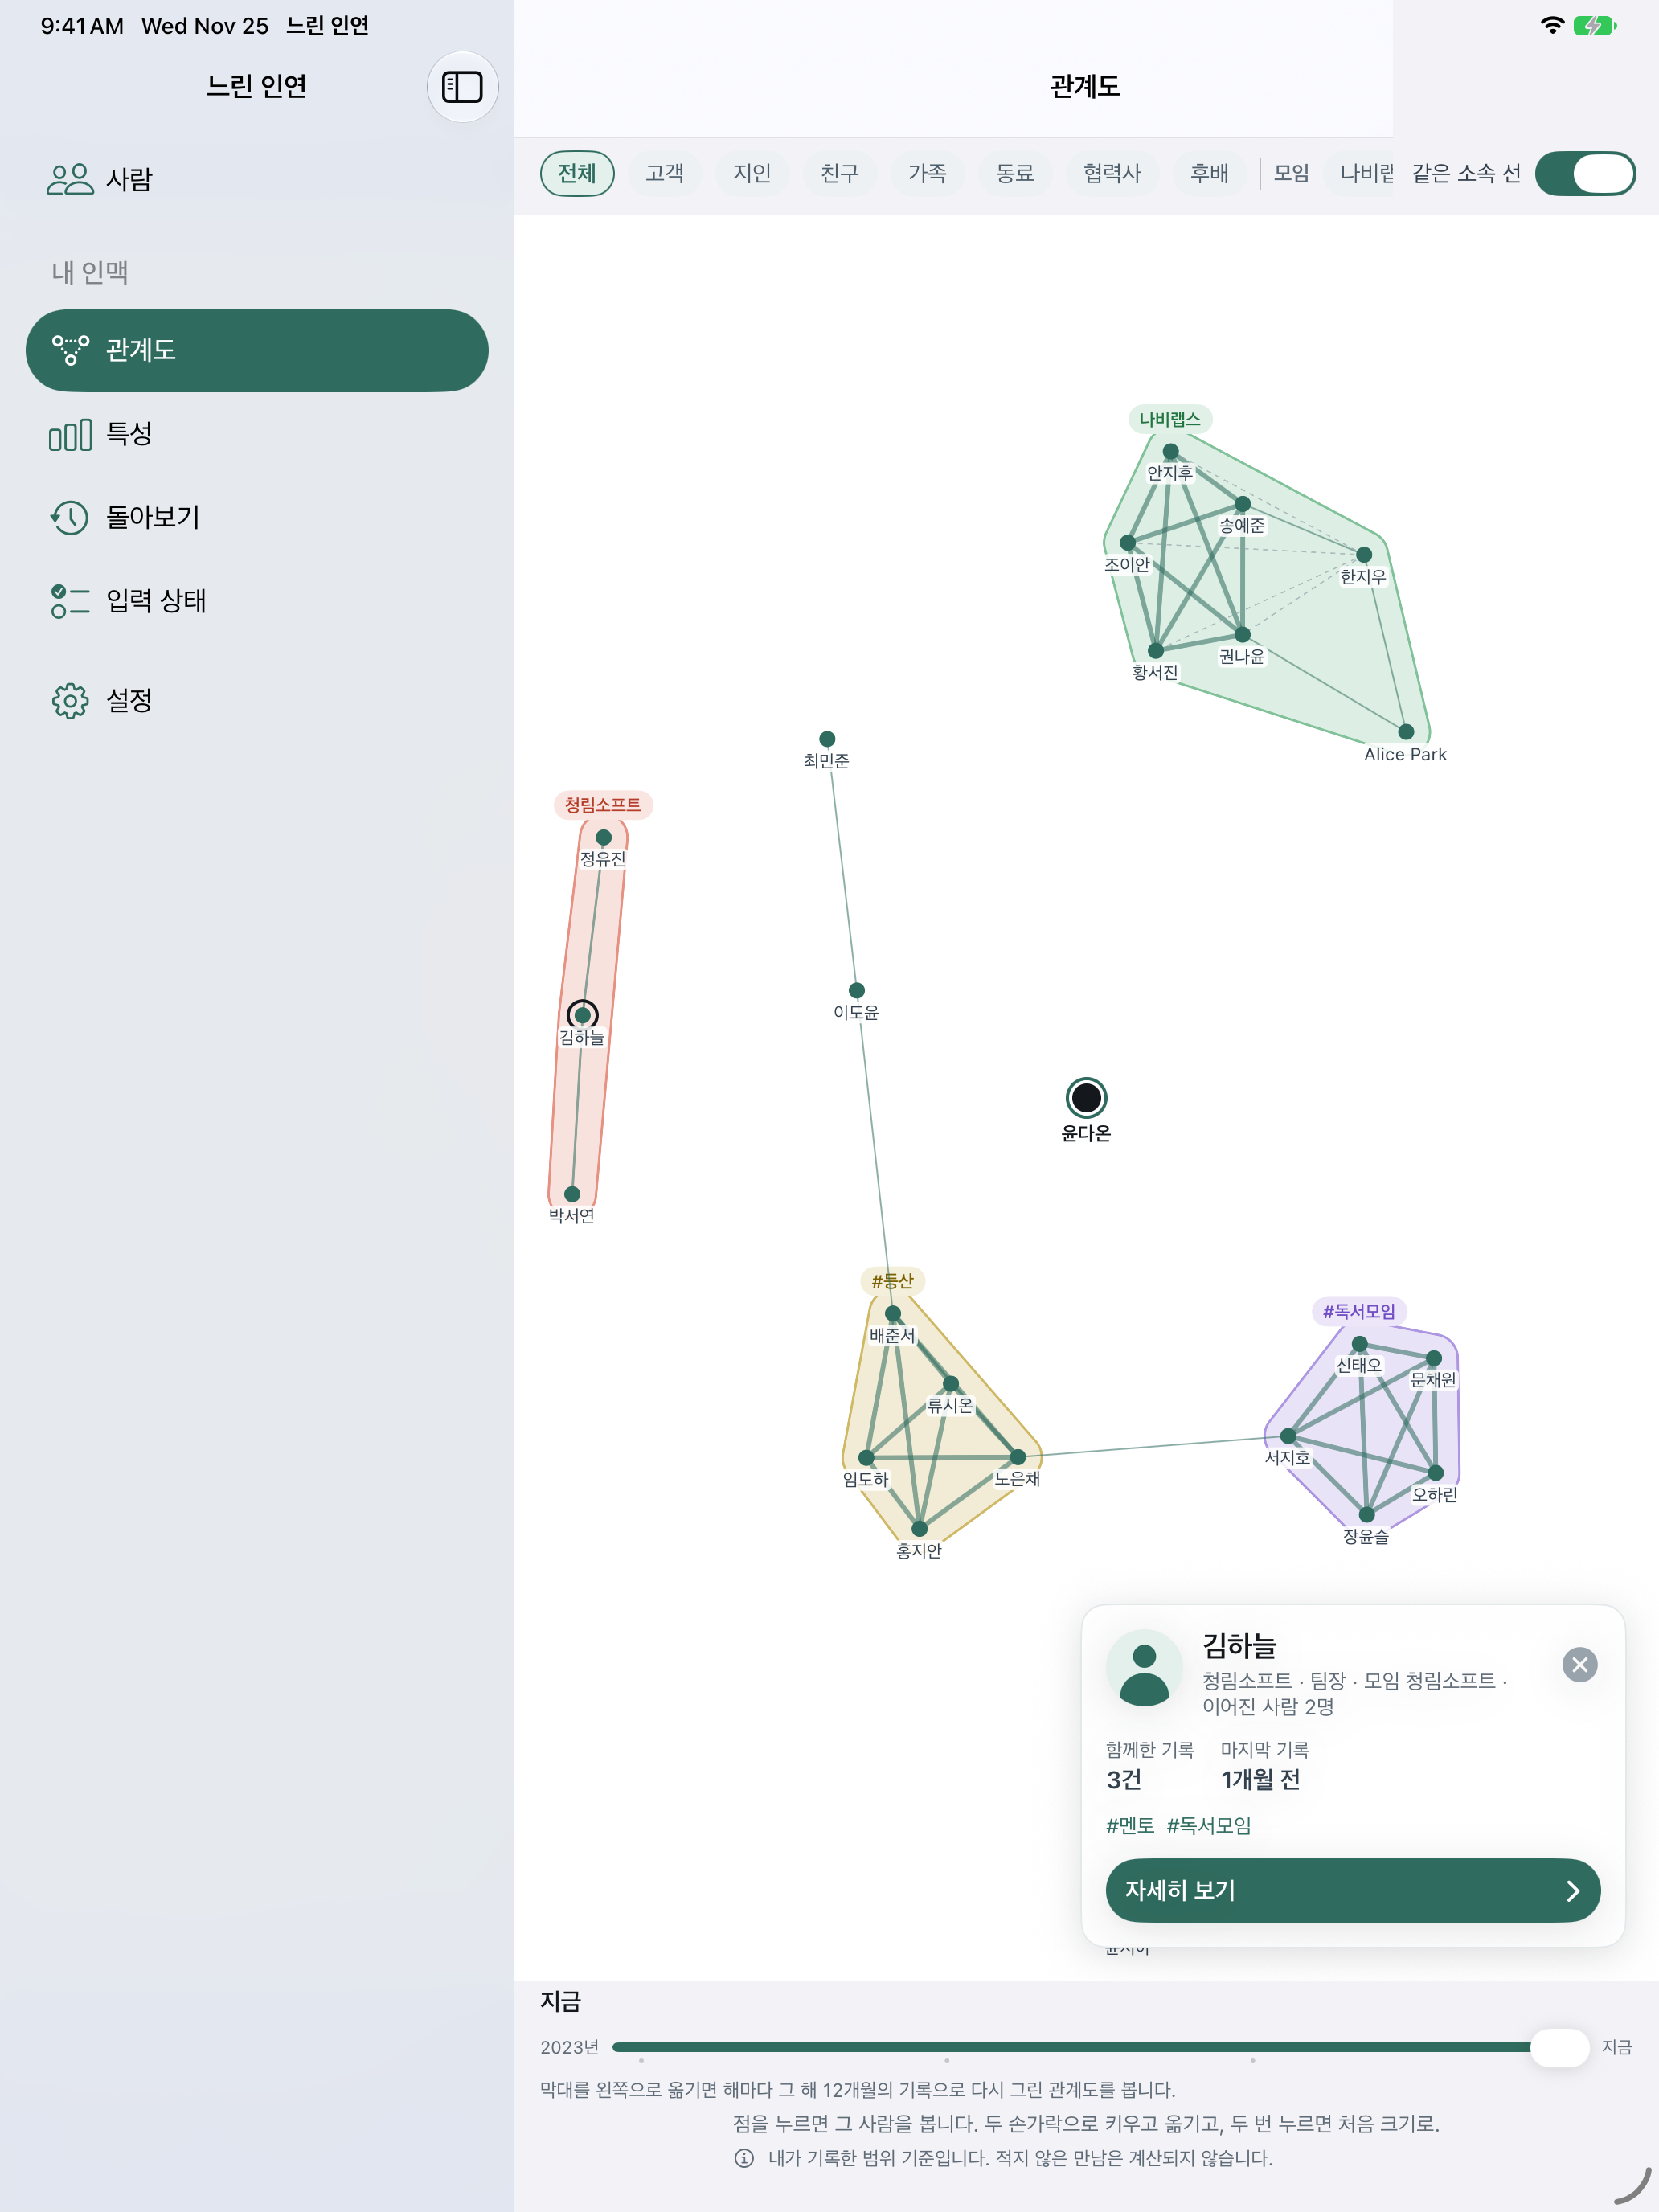 9:41 AM Wed Nov 25 느린 인연
느린 인연
관계도
사람
내 인맥
관계도
특성
돌아보기
입력 상태
설정
전체 고객 지인 친구 가족 동료 협력사 후배 모임 같은 소속 선
나비랩스
안지후
송예준
조이안
한지우
권나윤
황서진
Alice Park
최민준
청림소프트
정유진
이도윤
김하늘
윤다온
박서연
#등산
#독서모임
배준서
신태오
문채원
류시온
서지호
임도하
노은채
오하린
장윤슬
홍지안
김하늘
청림소프트 · 팀장 · 모임 청림소프트 ·
이어진 사람 2명
함께한 기록 마지막 기록
3건 1개월 전
#멘토 #독서모임
자세히 보기
지금
2023년 지금
막대를 왼쪽으로 옮기면 해마다 그 해 12개월의 기록으로 다시 그린 관계도를 봅니다.
점을 누르면 그 사람을 봅니다. 두 손가락으로 키우고 옮기고, 두 번 누르면 처음 크기로.
내가 기록한 범위 기준입니다. 적지 않은 만남은 계산되지 않습니다.